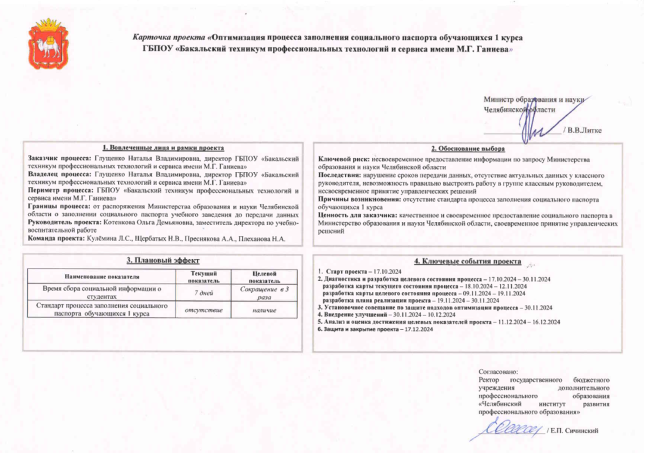 Карточка проекта «Оптимизация процесса заполнения социального паспорта обучающихся 1 курса
ГБПОУ «Бакальский техникум профессиональных технологий и сервиса имени М.Г. Ганиева»
Министр образования и науки
Челябинской области
/ В.В.Литке
1. Вовлеченные лица и рамки проекта
Заказчик процесса: Глущенко Наталья Владимировна, директор ГБПОУ «Бакальский
техникум профессиональных технологий и сервиса имени М.Г. Ганиева»
Владелец процесса: Глущенко Наталья Владимировна, директор ГБПОУ «Бакальский
техникум профессиональных технологий и сервиса имени М.Г. Ганиева»
Периметр процесса: ГБПОУ «Бакальский техникум профессиональных технологий и
сервиса имени М.Г. Ганиева»
Границы процесса: от распоряжения Министерства образования и науки Челябинской
области о заполнения социального паспорта учебного заведения до передачи данных
Руководитель проекта: Котенкова Ольга Демьяновна, заместитель директора по учебно-
воспитательной работе
Команда проекта: Кулёмина Л.С., Щербатых Н.В., Преснякова А.А., Плеханова Н.А.
2. Обоснование выбора
Ключевой риск: несвоевременное предоставление информации по запросу Министерства
образования и науки Челябинской области
Последствия: нарушение сроков передачи данных, отсутствие актуальных данных у классного
руководителя, невозможность правильно выстроить работу в группе классным руководителем,
несвоевременное принятие управленческих решений
Причины возникновения: отсутствие стандарта процесса заполнения социального паспорта
обучающихся 1 курса
Ценность для заказчика: качественное и своевременное предоставление социального паспорта в
Министерство образования и науки Челябинской области, своевременное принятие управленческих
решений
3. Плановый эффект
Наименование показателя Текущий показатель Целевой показатель
Время сбора социальной информации о студентах 7 дней Сокращение в 3 раза
Стандарт процесса заполнения социального паспорта обучающихся 1 курса отсутствие наличие
4. Ключевые события проекта
1. Старт проекта – 17.10.2024
2. Диагностика и разработка целевого состояния процесса – 17.10.2024 - 30.11.2024
разработка карты текущего состояния процесса – 18.10.2024 – 12.11.2024
разработка карты целевого состояния процесса – 09.11.2024 – 19.11.2024
разработка плана реализации проекта – 19.11.2024 – 30.11.2024
3. Установочное совещание по защите подходов оптимизации процесса – 30.11.2024
4. Внедрение улучшений – 30.11.2024 – 10.12.2024
5. Анализ и оценка достижения целевых показателей проекта – 11.12.2024 – 16.12.2024
6. Защита и закрытие проекта – 17.12.2024
Согласовано:
Ректор государственного бюджетного
учреждения дополнительного
профессионального образования
«Челябинский институт развития
профессионального образования»
/ Е.П. Сичинский